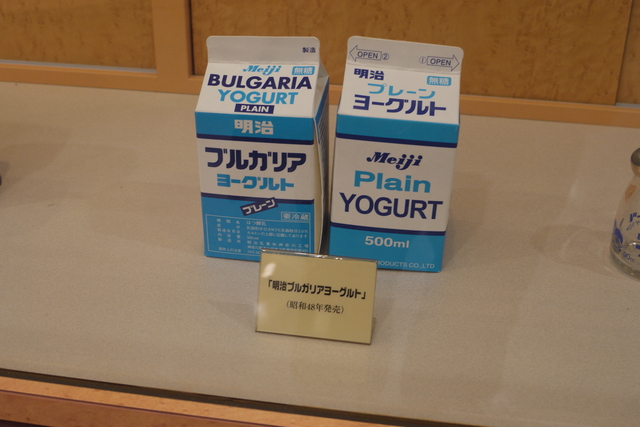 製造
Meiji 無糖
BULGARIA
YOGURT
PLAIN
明治
ブルガリア
ヨーグルト
プレーン
要冷蔵
OPEN ②
① OPEN
明治
無糖
プレーン
ヨーグルト
Meiji
Plain
YOGURT
500ml
PRODUCTS CO., LTD
「明治ブルガリアヨーグルト」
(昭和48年発売)